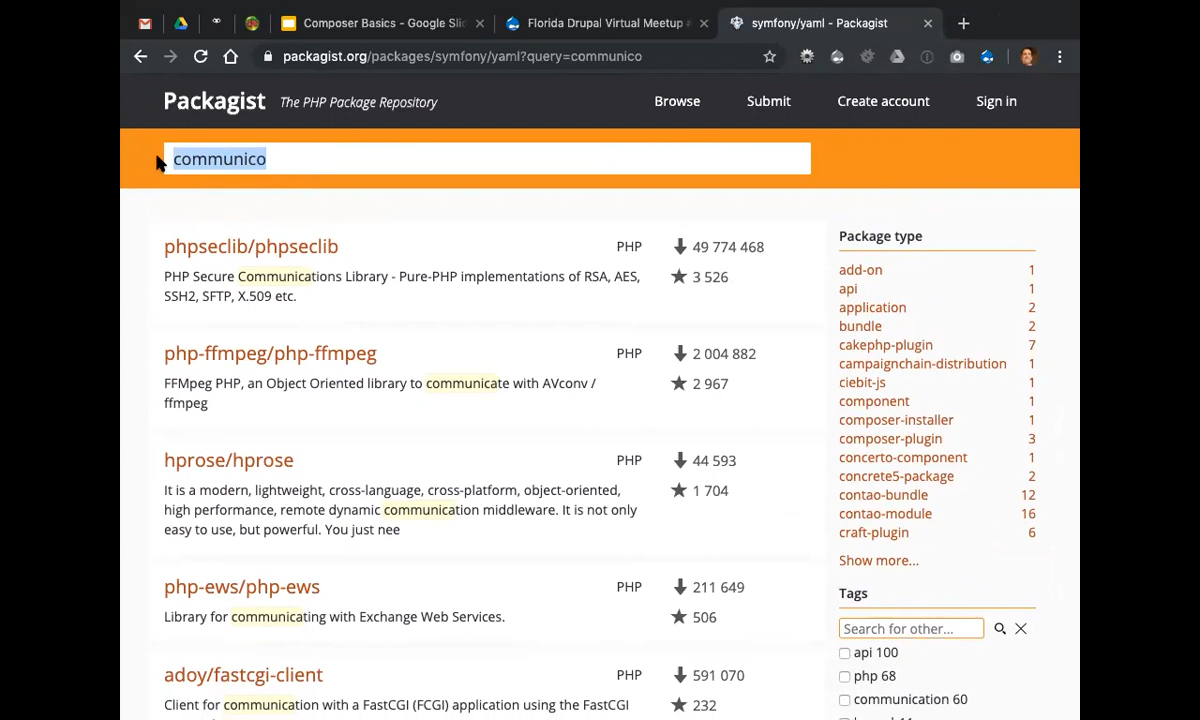 Composer Basics - Google Slid
Florida Drupal Virtual Meetup #
symfony/yaml - Packagist
packagist.org/packages/symfony/yaml?query=communico
Packagist The PHP Package Repository
Browse
Submit
Create account
Sign in
communico
phpseclib/phpseclib
PHP
49 774 468
PHP Secure Communications Library - Pure-PHP implementations of RSA, AES,
3 526
SSH2, SFTP, X.509 etc.
php-ffmpeg/php-ffmpeg
PHP
2 004 882
FFMpeg PHP, an Object Oriented library to communicate with AVconv /
2 967
ffmpeg
hprose/hprose
PHP
44 593
It is a modern, lightweight, cross-language, cross-platform, object-oriented,
1 704
high performance, remote dynamic communication middleware. It is not only
easy to use, but powerful. You just nee
php-ews/php-ews
PHP
211 649
Library for communicating with Exchange Web Services.
506
adoy/fastcgi-client
PHP
591 070
Client for communication with a FastCGI (FCGI) application using the FastCGI
232
Package type
add-on 1
api 1
application 2
bundle 2
cakephp-plugin 7
campaignchain-distribution 1
ciebit-js 1
component 1
composer-installer 1
composer-plugin 3
concerto-component 1
concrete5-package 2
contao-bundle 12
contao-module 16
craft-plugin 6
Show more...
Tags
Search for other...
api 100
php 68
communication 60